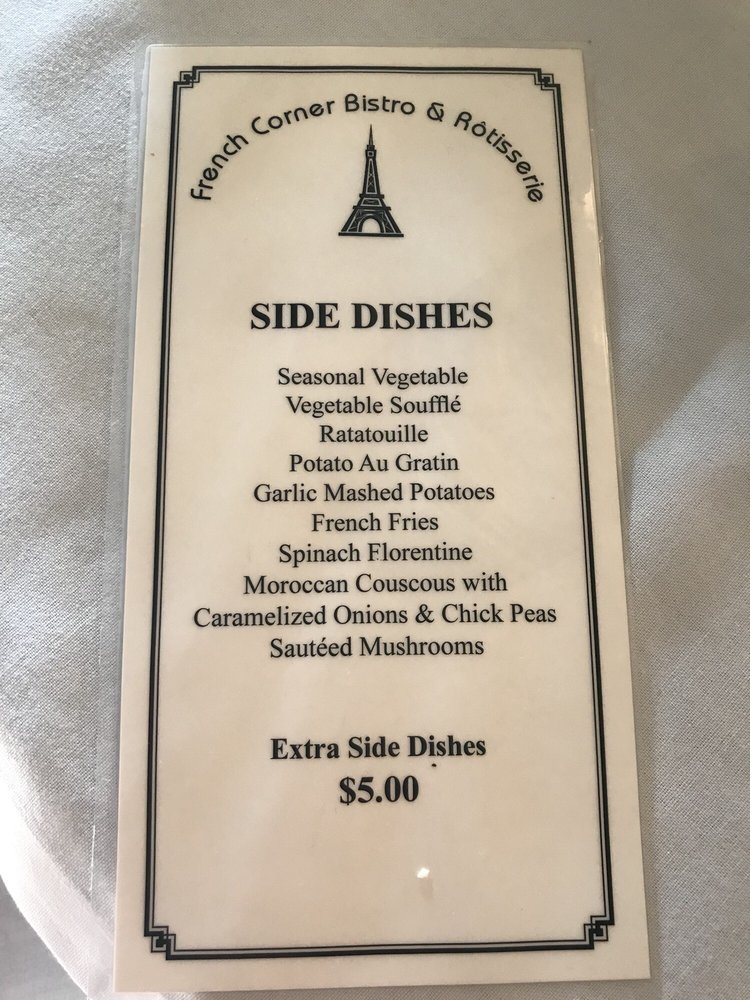 French Corner Bistro & Rôtisserie
SIDE DISHES
Seasonal Vegetable
Vegetable Soufflé
Ratatouille
Potato Au Gratin
Garlic Mashed Potatoes
French Fries
Spinach Florentine
Moroccan Couscous with
Caramelized Onions & Chick Peas
Sautéed Mushrooms
Extra Side Dishes
$5.00